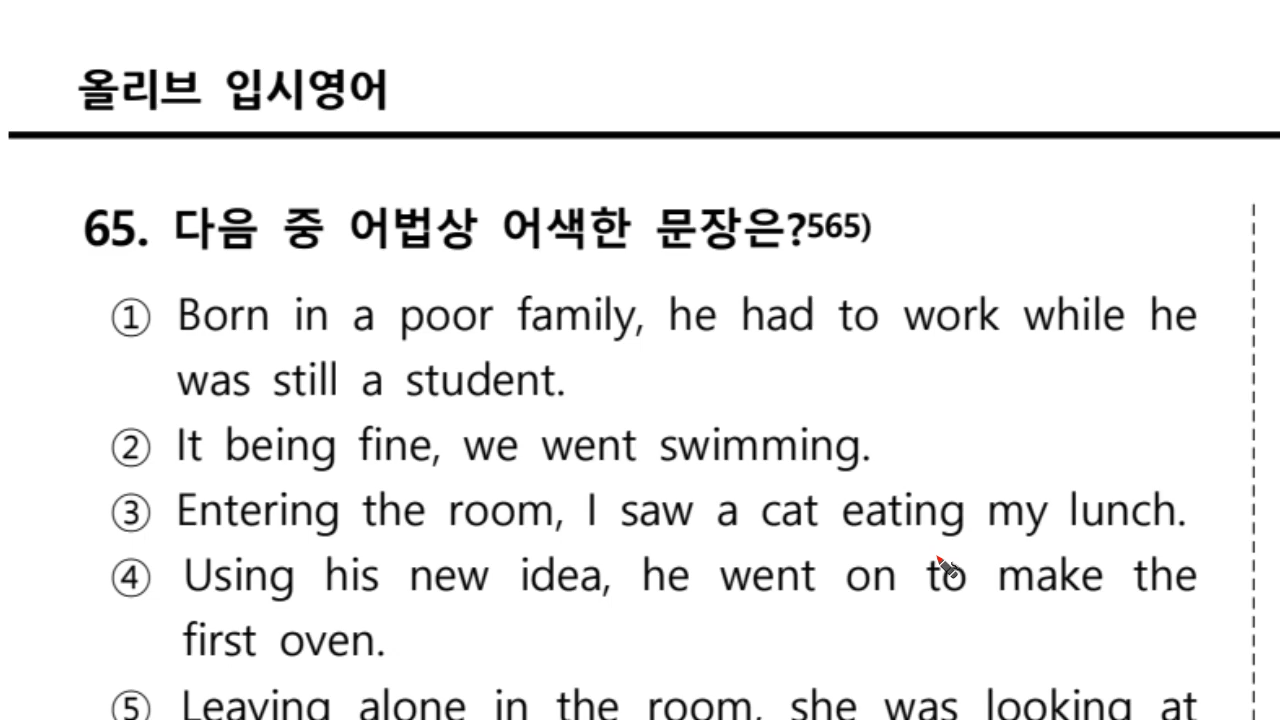 올리브 입시영어
65. 다음 중 어법상 어색한 문장은?565)
① Born in a poor family, he had to work while he
was still a student.
② It being fine, we went swimming.
③ Entering the room, I saw a cat eating my lunch.
④ Using his new idea, he went on to make the
first oven.
⑤ Leaving alone in the room, she was looking at